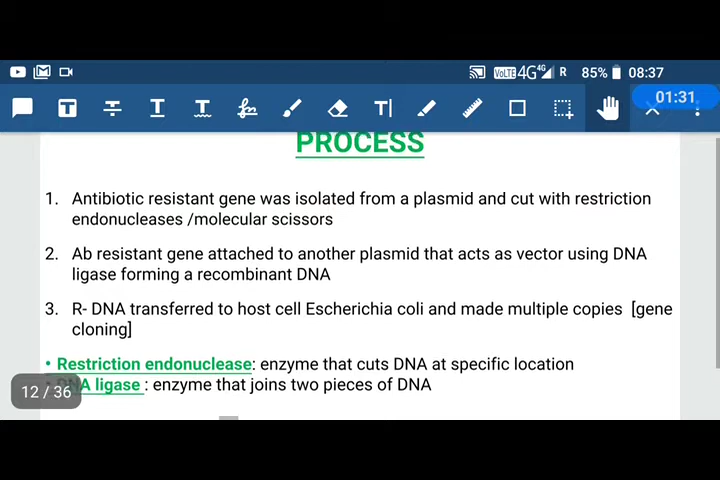 VoLTE 4G 4G R 85% 08:37
01:31
PROCESS
1. Antibiotic resistant gene was isolated from a plasmid and cut with restriction
endonucleases /molecular scissors
2. Ab resistant gene attached to another plasmid that acts as vector using DNA
ligase forming a recombinant DNA
3. R- DNA transferred to host cell Escherichia coli and made multiple copies [gene
cloning]
• Restriction endonuclease: enzyme that cuts DNA at specific location
ligase : enzyme that joins two pieces of DNA
12 / 36